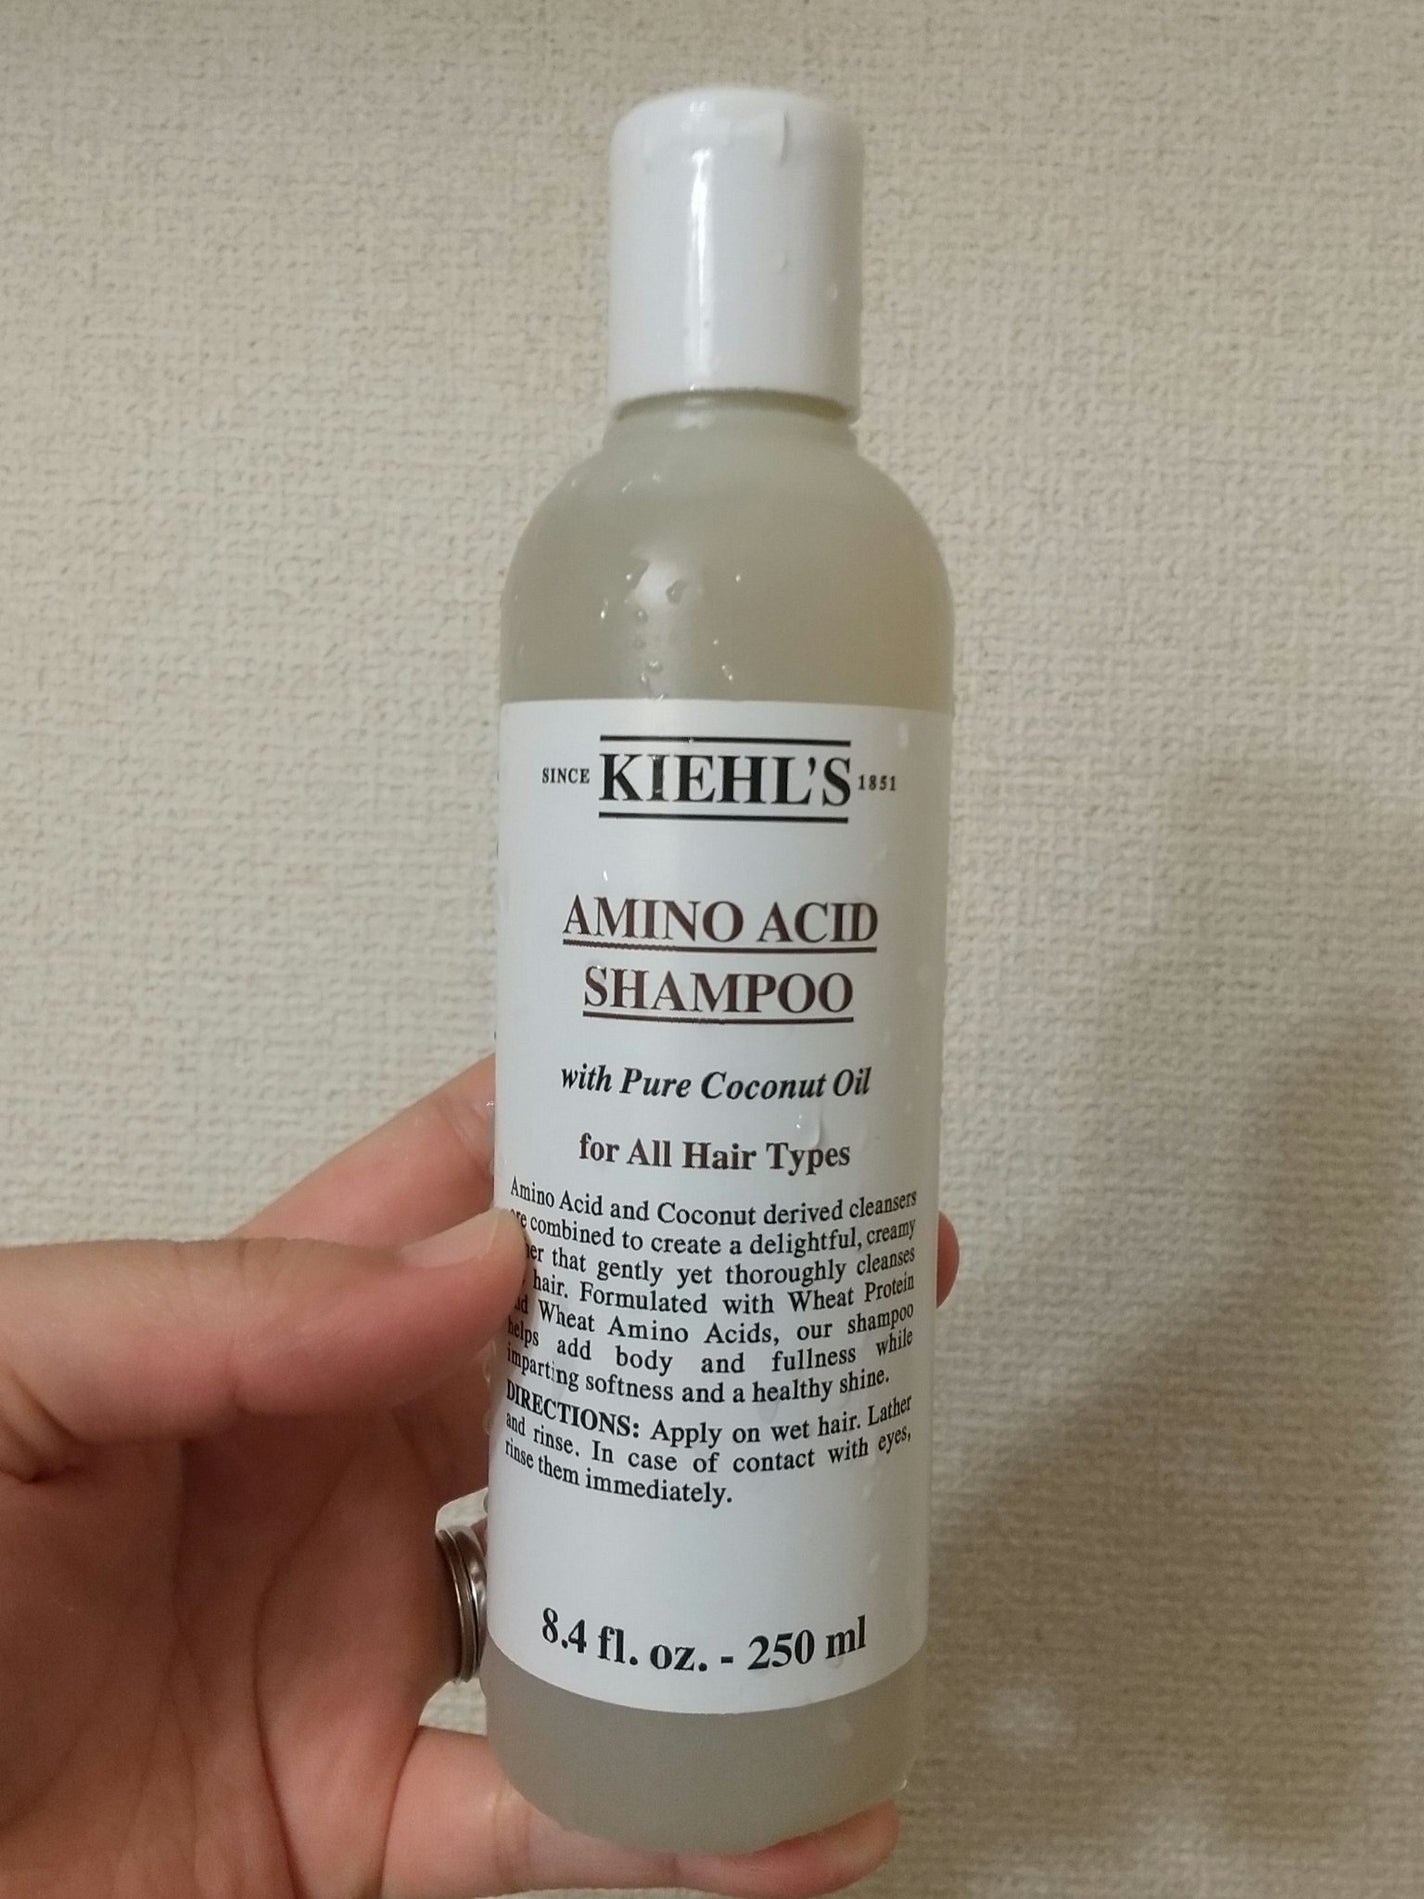 SINCE KIEHL'S 1851
AMINO ACID
SHAMPOO
with Pure Coconut Oil
for All Hair Types
Amino Acid and Coconut derived cleansers
combined to create a delightful, creamy
that gently yet thoroughly cleanses
hair. Formulated with Wheat Protein
Wheat Amino Acids, our shampoo
helps add body and fullness while
imparting softness and a healthy shine.
DIRECTIONS: Apply on wet hair. Lather
and rinse. In case of contact with eyes,
rinse them immediately.
8.4 fl. oz. - 250 ml